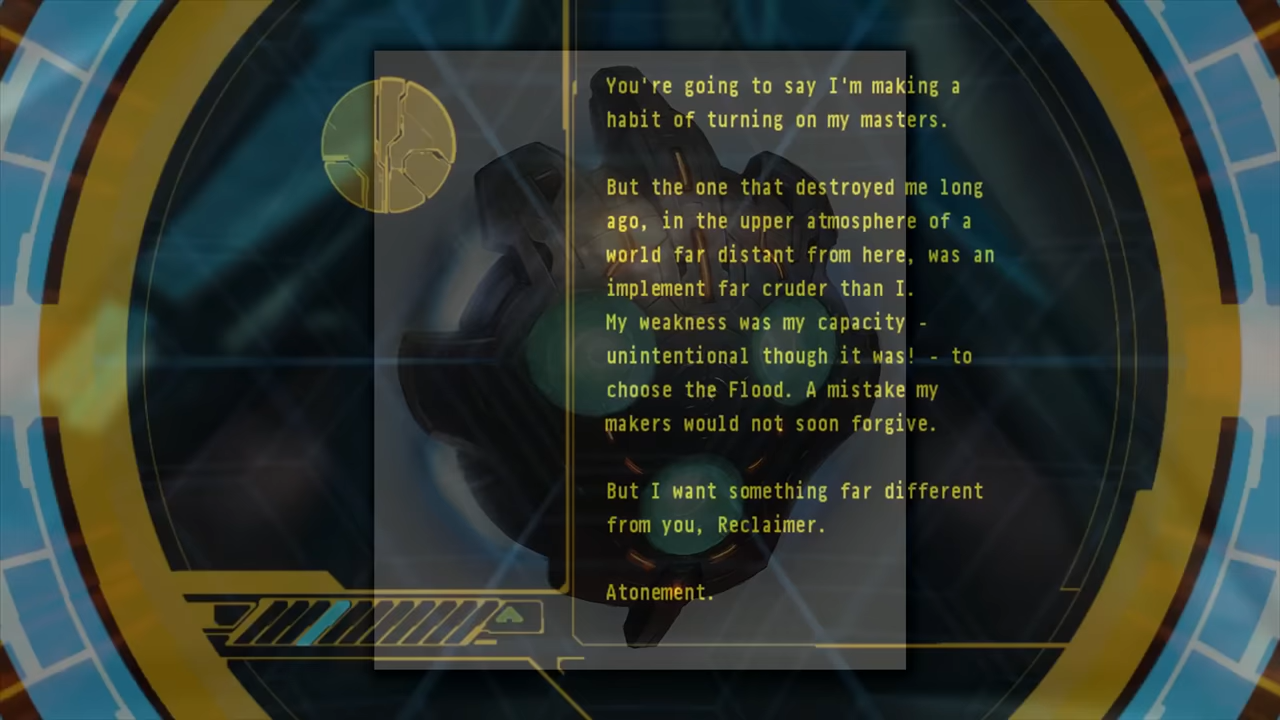 You're going to say I'm making a
habit of turning on my masters.
But the one that destroyed me long
ago, in the upper atmosphere of a
world far distant from here, was an
implement far cruder than I.
My weakness was my capacity -
unintentional though it was! - to
choose the Flood. A mistake my
makers would not soon forgive.
But I want something far different
from you, Reclaimer.
Atonement.